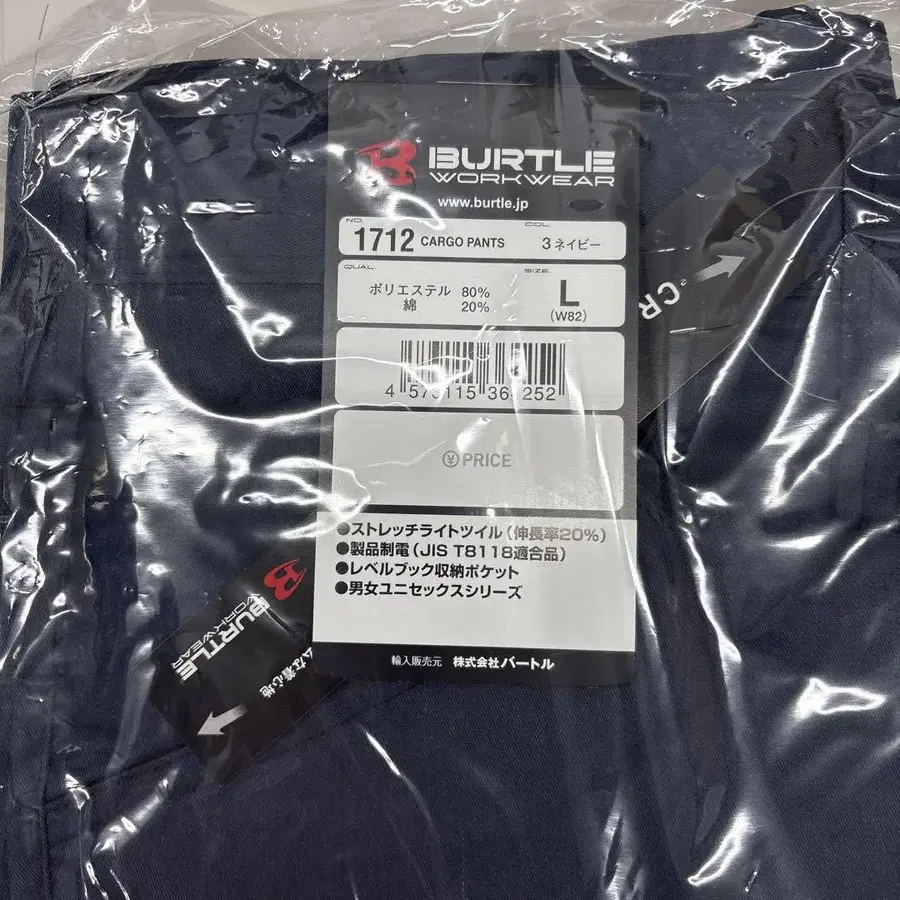 BURTLE
WORKWEAR
www.burtle.jp
NO. COL.
1712 CARGO PANTS 3 ネイビー
QUAL. SIZE
ポリエステル 80% L
綿 20% (W82)
¥ PRICE
●ストレッチライトツイル(伸長率20%)
●製品制電(JIS T8118適合品)
●レベルブック収納ポケット
●男女ユニセックスシリーズ
輸入販売元 株式会社バートル
BURTLE
WORKWEAR
な着心地
CR